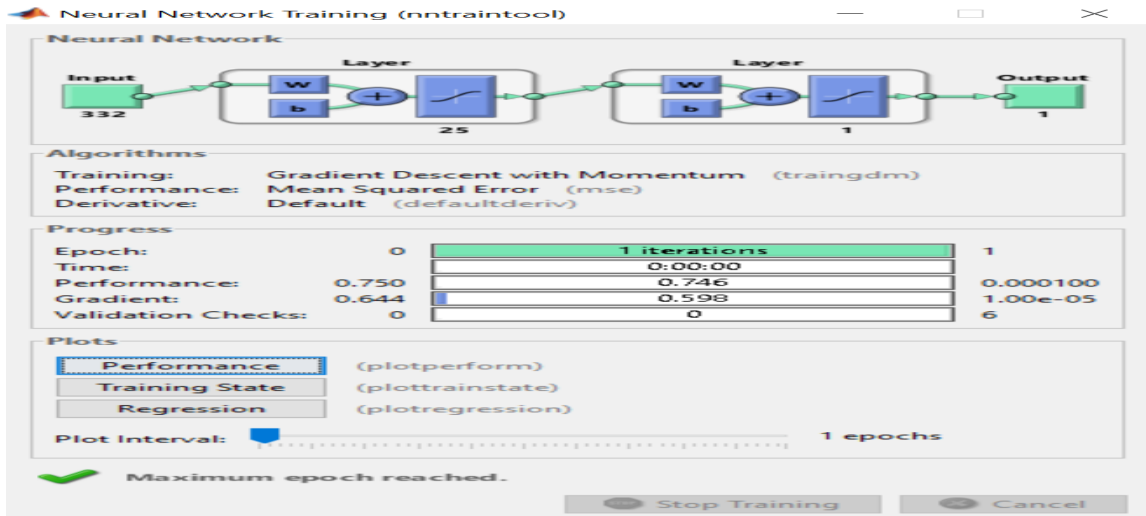 Neural Network Training (nntraintool)
Neural Network
Layer Layer
Input Output
W W
b b
+ +
332 25 1 1
Algorithms
Training: Gradient Descent with Momentum (traingdm)
Performance: Mean Squared Error (mse)
Derivative: Default (defaultderiv)
Progress
Epoch: 0 1 iterations 1
Time: 0:00:00
Performance: 0.750 0.746 0.000100
Gradient: 0.644 0.598 1.00e-05
Validation Checks: 0 0 6
Plots
Performance (plotperform)
Training State (plottrainstate)
Regression (plotregression)
Plot Interval: 1 epochs
Maximum epoch reached.
Stop Training Cancel